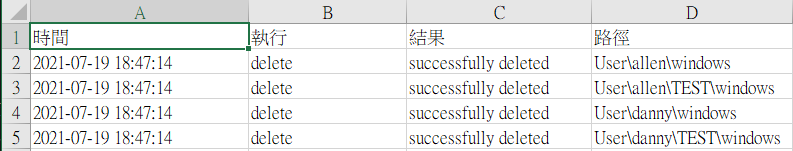 A B C D
1 時間 執行 結果 路徑
2 2021-07-19 18:47:14 delete successfully deleted User\allen\windows
3 2021-07-19 18:47:14 delete successfully deleted User\allen\TEST\windows
4 2021-07-19 18:47:14 delete successfully deleted User\danny\windows
5 2021-07-19 18:47:14 delete successfully deleted User\danny\TEST\windows